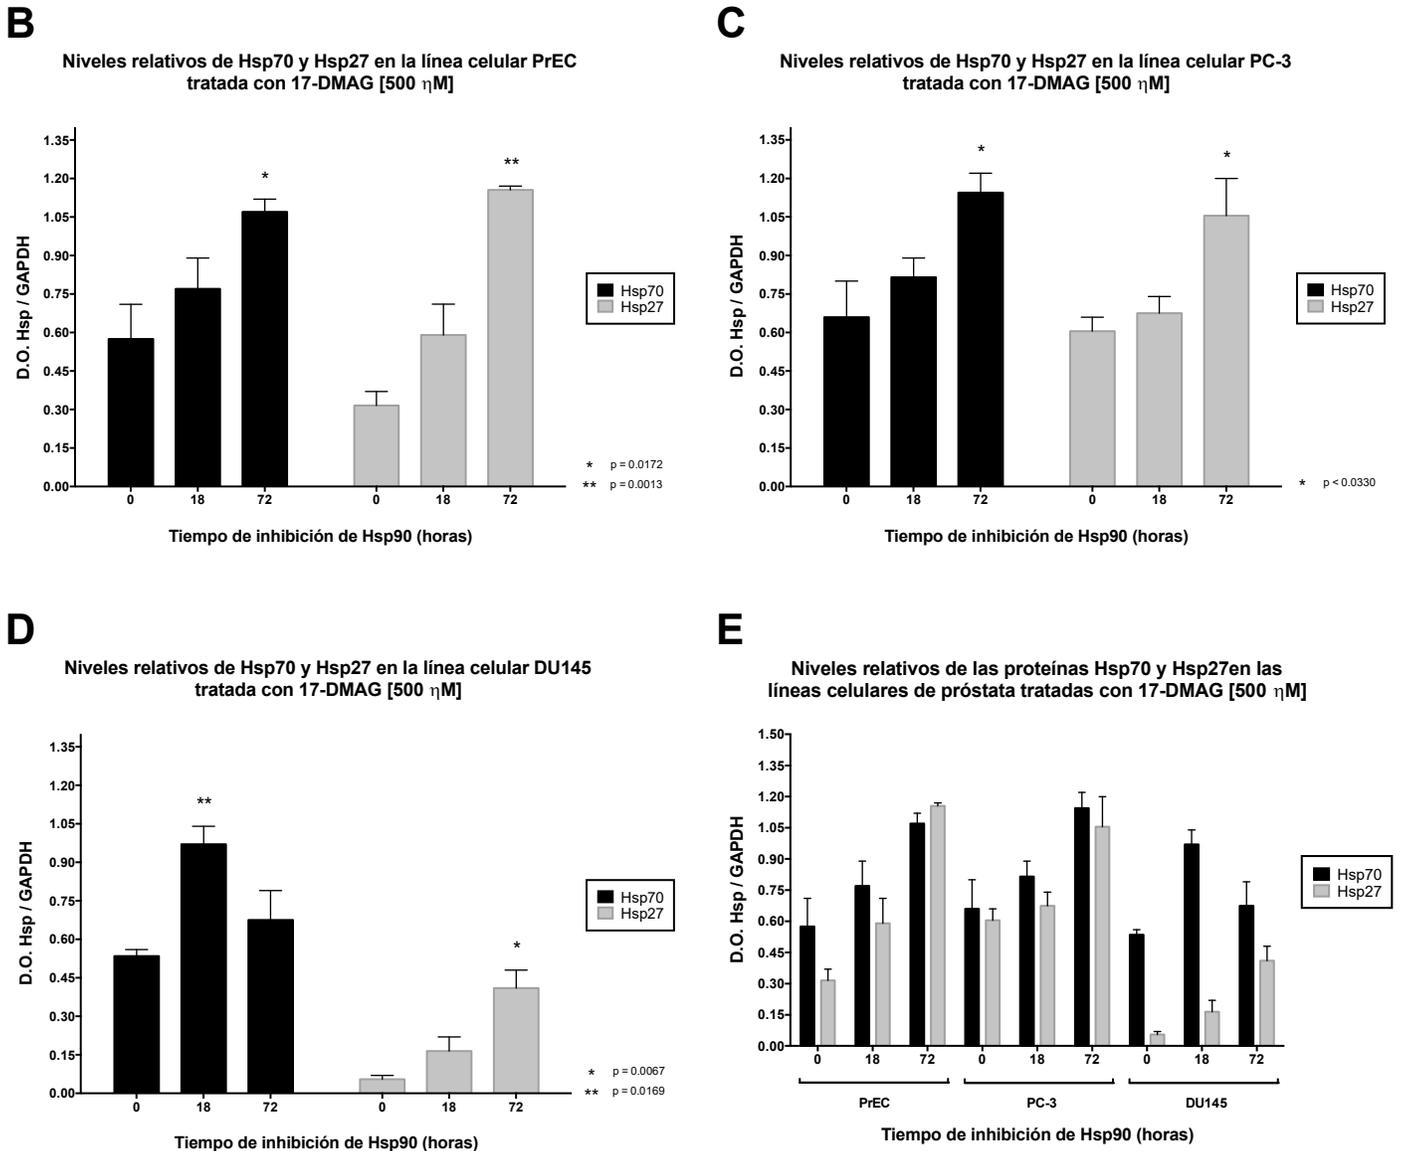 B
Niveles relativos de Hsp70 y Hsp27 en la línea celular PrEC
tratada con 17-DMAG [500 ηM]
D.O. Hsp / GAPDH
1.35
1.20
1.05
0.90
0.75
0.60
0.45
0.30
0.15
0.00
*
**
0 18 72 0 18 72
Hsp70
Hsp27
* p = 0.0172
** p = 0.0013
Tiempo de inhibición de Hsp90 (horas)
C
Niveles relativos de Hsp70 y Hsp27 en la línea celular PC-3
tratada con 17-DMAG [500 ηM]
D.O. Hsp / GAPDH
1.35
1.20
1.05
0.90
0.75
0.60
0.45
0.30
0.15
0.00
*
*
0 18 72 0 18 72
Hsp70
Hsp27
* p < 0.0330
Tiempo de inhibición de Hsp90 (horas)
D
Niveles relativos de Hsp70 y Hsp27 en la línea celular DU145
tratada con 17-DMAG [500 ηM]
D.O. Hsp / GAPDH
1.35
1.20
1.05
0.90
0.75
0.60
0.45
0.30
0.15
0.00
**
*
0 18 72 0 18 72
Hsp70
Hsp27
* p = 0.0067
** p = 0.0169
Tiempo de inhibición de Hsp90 (horas)
E
Niveles relativos de las proteínas Hsp70 y Hsp27en las
líneas celulares de próstata tratadas con 17-DMAG [500 ηM]
D.O. Hsp / GAPDH
1.50
1.35
1.20
1.05
0.90
0.75
0.60
0.45
0.30
0.15
0.00
0 18 72 0 18 72 0 18 72
PrEC PC-3 DU145
Hsp70
Hsp27
Tiempo de inhibición de Hsp90 (horas)